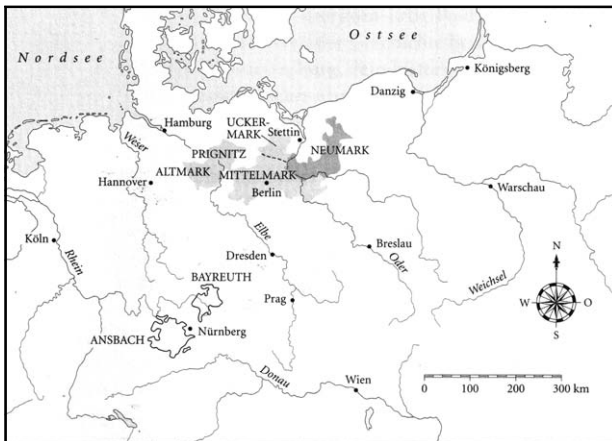 Nordsee
Ostsee
Königsberg
Danzig
Hamburg
UCKER-
MARK
Stettin
Weser
PRIGNITZ
NEUMARK
Hannover
ALTMARK
MITTELMARK
Berlin
Warschau
Köln
Rhein
Elbe
Dresden
Breslau
Oder
Weichsel
BAYREUTH
Prag
ANSBACH
Nürnberg
Donau
Wien
N
W
O
S
0 100 200 300 km